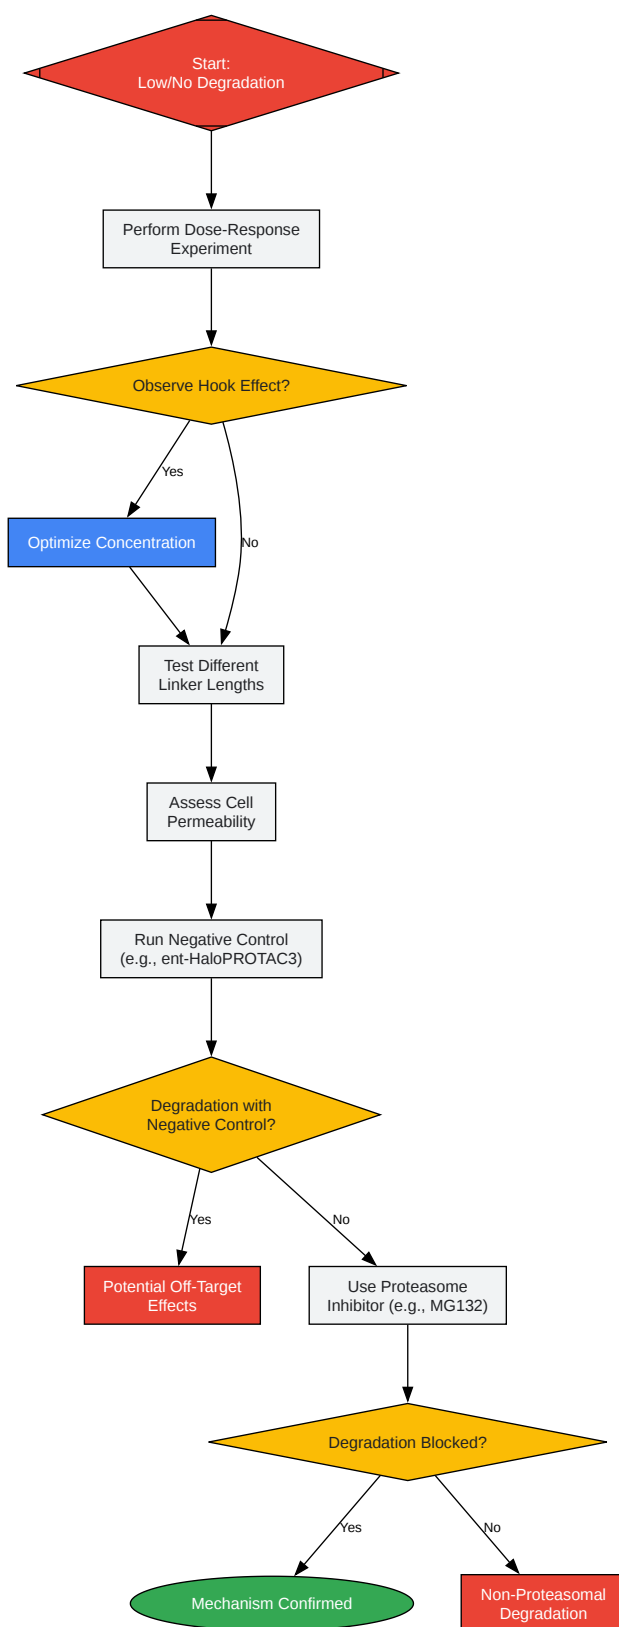 Start:
Low/No Degradation
Perform Dose-Response
Experiment
Observe Hook Effect?
Yes
Optimize Concentration
No
Test Different
Linker Lengths
Assess Cell
Permeability
Run Negative Control
(e.g., ent-HaloPROTAC3)
Degradation with
Negative Control?
Yes
No
Potential Off-Target
Effects
Use Proteasome
Inhibitor (e.g., MG132)
Degradation Blocked?
Yes
No
Mechanism Confirmed
Non-Proteasomal
Degradation